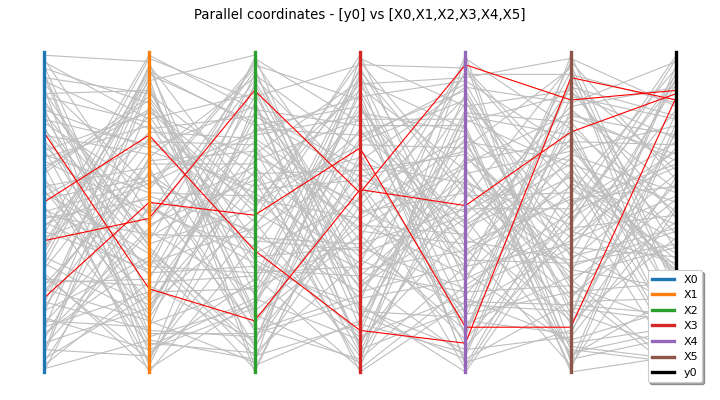 Parallel coordinates - [y0] vs [X0,X1,X2,X3,X4,X5]
X0
X1
X2
X3
X4
X5
y0